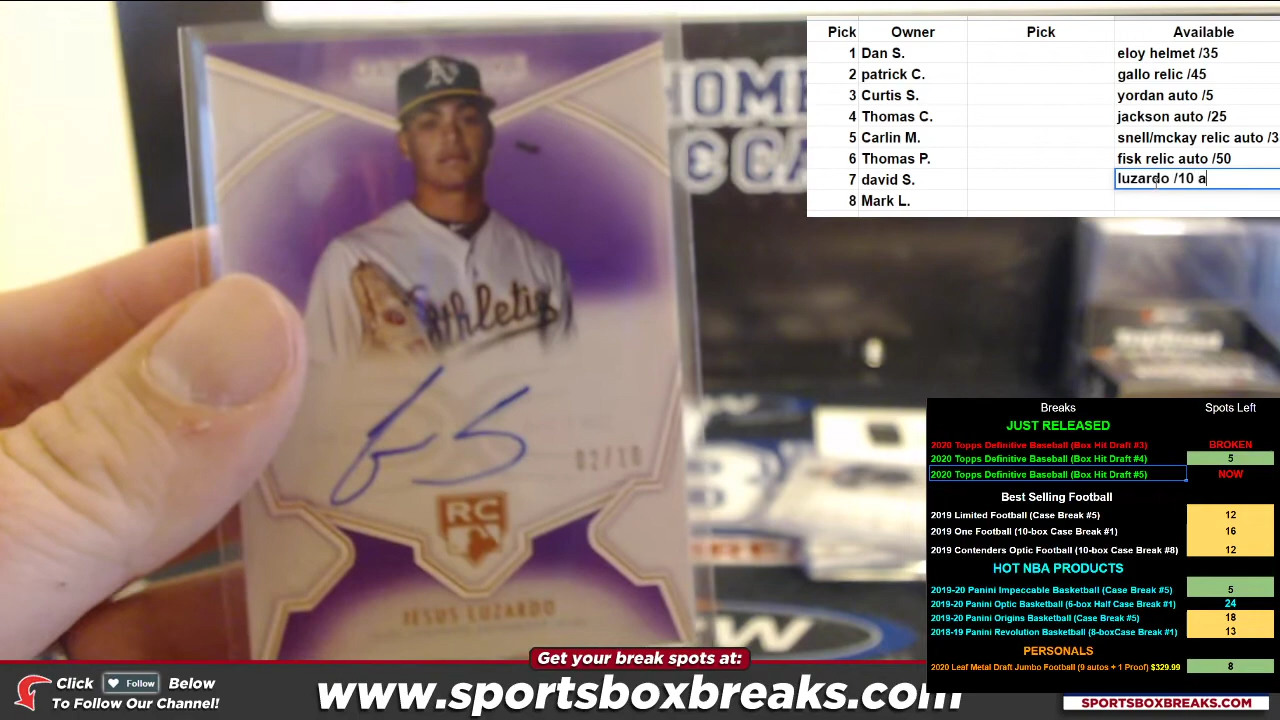 Pick Owner Pick Available
1 Dan S. eloy helmet /35
2 patrick C. gallo relic /45
3 Curtis S. yordan auto /5
4 Thomas C. jackson auto /25
5 Carlin M. snell/mckay relic auto /3
6 Thomas P. fisk relic auto /50
7 david S. luzardo /10 a
8 Mark L.
A's
Athletics
RC
JESUS LUZARDO
Breaks Spots Left
JUST RELEASED
2020 Topps Definitive Baseball (Box Hit Draft #3) BROKEN
2020 Topps Definitive Baseball (Box Hit Draft #4) 5
2020 Topps Definitive Baseball (Box Hit Draft #5) NOW
Best Selling Football
2019 Limited Football (Case Break #5) 12
2019 One Football (10-box Case Break #1) 16
2019 Contenders Optic Football (10-box Case Break #8) 12
HOT NBA PRODUCTS
2019-20 Panini Impeccable Basketball (Case Break #5) 5
2019-20 Panini Optic Basketball (6-box Half Case Break #1) 24
2019-20 Panini Origins Basketball (Case Break #5) 18
2018-19 Panini Revolution Basketball (8-boxCase Break #1) 13
PERSONALS
2020 Leaf Metal Draft Jumbo Football (9 autos + 1 Proof) $329.99 8
Get your break spots at:
Click Follow Below
To Follow Our Channel!
www.sportsboxbreaks.com
SPORTSBOXBREAKS.COM